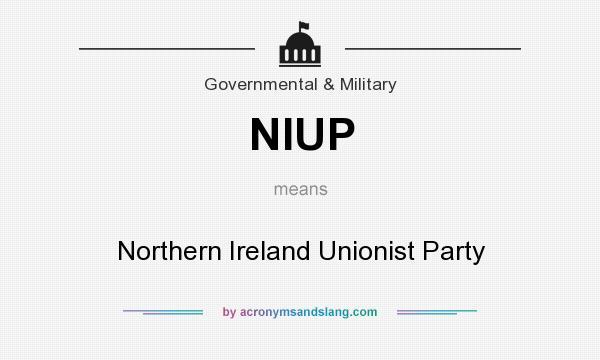 Governmental & Military
NIUP
means
Northern Ireland Unionist Party
by acronymsandslang.com